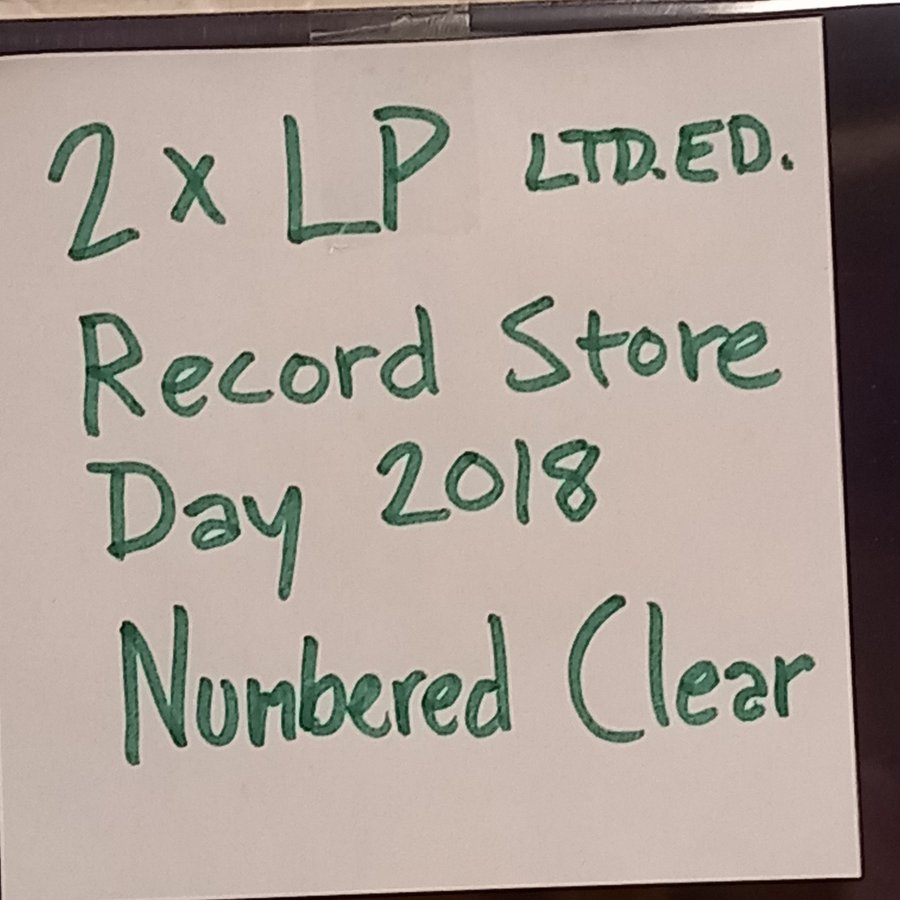 2 x LP LTD. ED.
Record Store
Day 2018
Numbered Clear